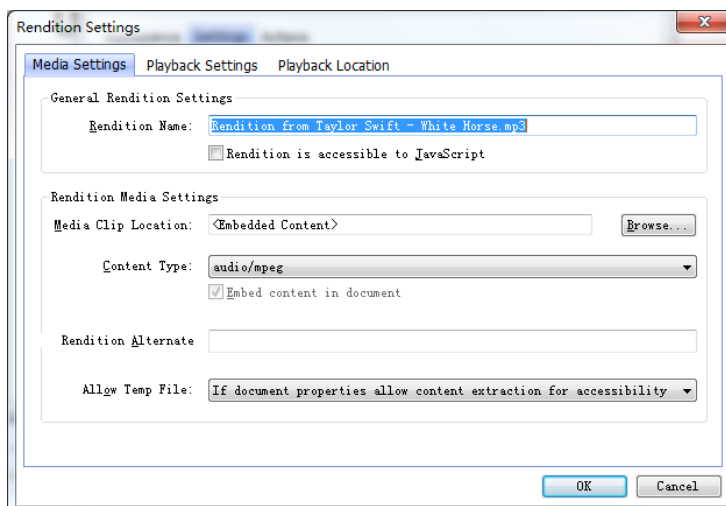 Rendition Settings
Settings
Media Settings Playback Settings Playback Location
General Rendition Settings
Rendition Name: Rendition from Taylor Swift - White Horse.mp3
Rendition is accessible to JavaScript
Rendition Media Settings
Media Clip Location: <Embedded Content> Browse...
Content Type: audio/mpeg
Embed content in document
Rendition Alternate
Allow Temp File: If document properties allow content extraction for accessibility
OK Cancel